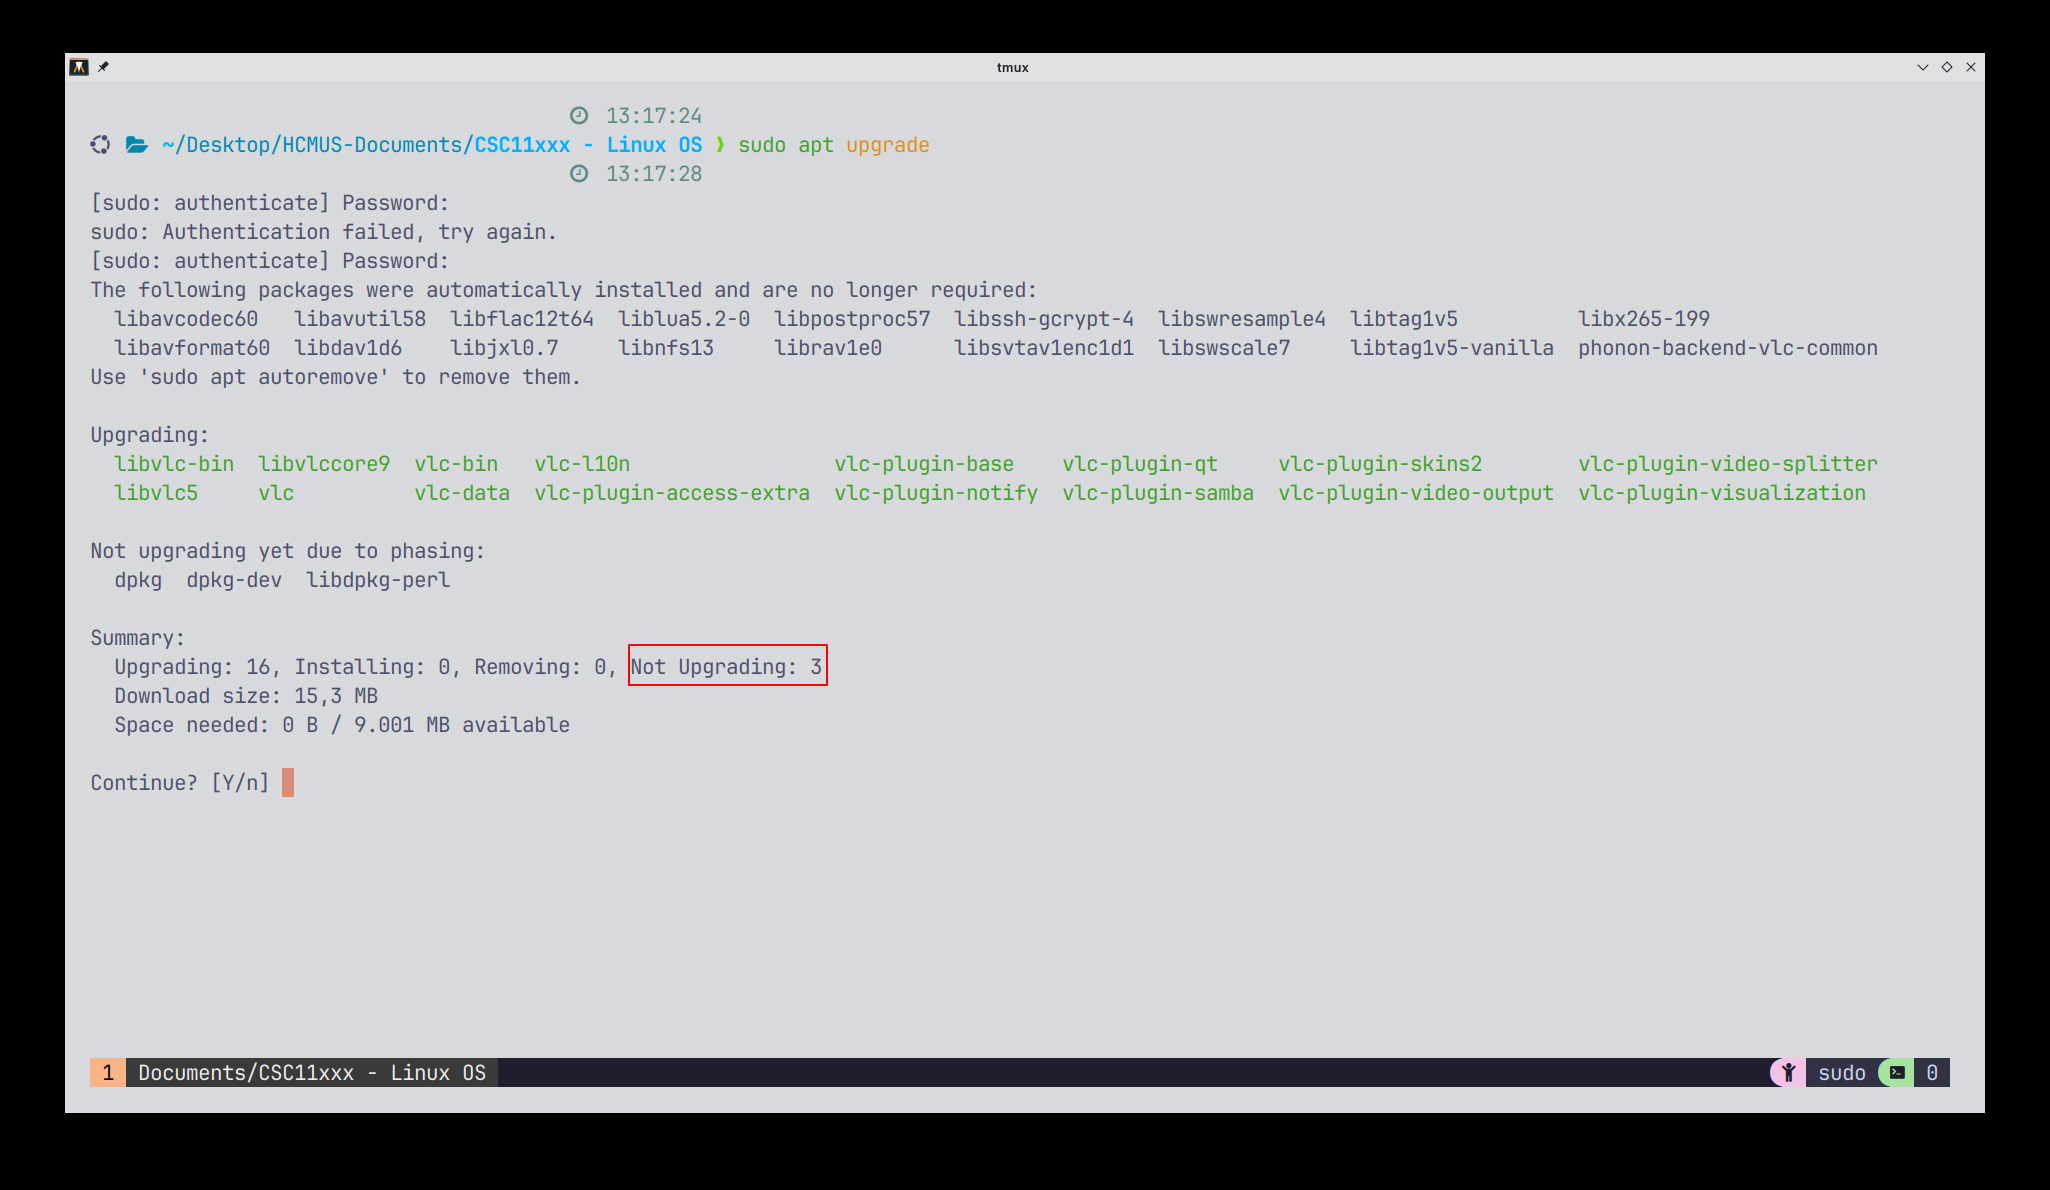 tmux
13:17:24
~/Desktop/HCMUS-Documents/CSC11xxx - Linux OS ❱ sudo apt upgrade
13:17:28
[sudo: authenticate] Password:
sudo: Authentication failed, try again.
[sudo: authenticate] Password:
The following packages were automatically installed and are no longer required:
libavcodec60 libavutil58 libflac12t64 liblua5.2-0 libpostproc57 libssh-gcrypt-4 libswresample4 libtag1v5 libx265-199
libavformat60 libdav1d6 libjxl0.7 libnfs13 librav1e0 libsvtav1enc1d1 libswscale7 libtag1v5-vanilla phonon-backend-vlc-common
Use 'sudo apt autoremove' to remove them.
Upgrading:
libvlc-bin libvlccore9 vlc-bin vlc-l10n vlc-plugin-base vlc-plugin-qt vlc-plugin-skins2 vlc-plugin-video-splitter
libvlc5 vlc vlc-data vlc-plugin-access-extra vlc-plugin-notify vlc-plugin-samba vlc-plugin-video-output vlc-plugin-visualization
Not upgrading yet due to phasing:
dpkg dpkg-dev libdpkg-perl
Summary:
Upgrading: 16, Installing: 0, Removing: 0, Not Upgrading: 3
Download size: 15,3 MB
Space needed: 0 B / 9.001 MB available
Continue? [Y/n]
1 Documents/CSC11xxx - Linux OS sudo 0